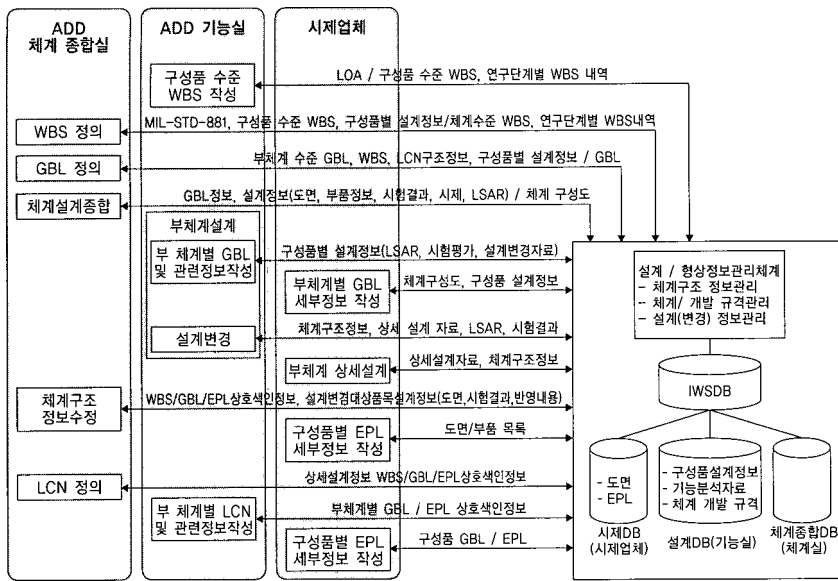 ADD
체계 종합실
ADD 기능실
시제업체
구성품 수준
WBS 작성
LOA / 구성품 수준 WBS, 연구단계별 WBS 내역
WBS 정의
MIL-STD-881, 구성품 수준 WBS, 구성품별 설계정보/체계수준 WBS, 연구단계별 WBS내역
GBL 정의
부체계 수준 GBL, WBS, LCN구조정보, 구성품별 설계정보 / GBL
체계설계종합
GBL정보, 설계정보(도면, 부품정보, 시험결과, 시제, LSAR) / 체계 구성도
부체계설계
부 체계별 GBL
및 관련정보작성
구성품별 설계정보(LSAR, 시험평가, 설계변경자료)
부체계별 GBL
세부정보 작성
체계구성도, 구성품 설계정보
설계변경
체계구조정보, 상세 설계 자료, LSAR, 시험결과
부체계 상세설계
상세설계자료, 체계구조정보
체계구조
정보수정
WBS/GBL/EPL상호색인정보, 설계변경대상품목설계정보(도면,시험결과,반영내용)
구성품별 EPL
세부정보 작성
도면/부품 목록
LCN 정의
상세설계정보 WBS/GBL/EPL상호색인정보
부 체계별 LCN
및 관련정보작성
부체계별 GBL / EPL 상호색인정보
구성품별 EPL
세부정보 작성
구성품 GBL / EPL
설계 / 형상정보관리체계
- 체계구조 정보관리
- 체계/ 개발 규격관리
- 설계(변경) 정보관리
IWSDB
- 도면
- EPL
- 구성품설계정보
- 기능분석자료
- 체계 개발 규격
시제DB
(시제업체)
설계DB(기능실)
체계종합DB
(체계실)